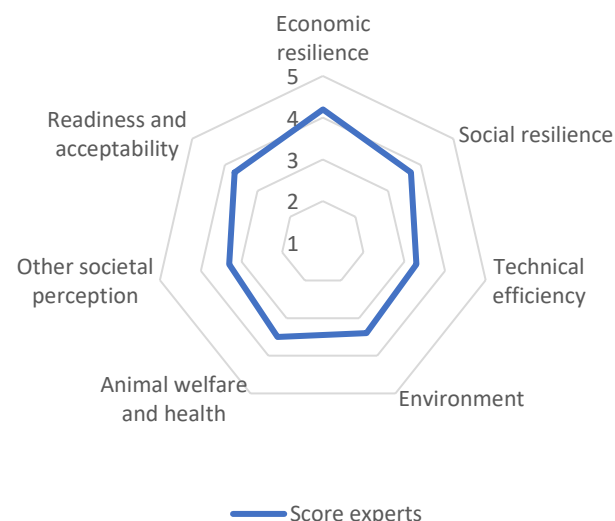 Economic
resilience
5
4
3
2
1
Readiness and
acceptability
Social resilience
Other societal
perception
Technical
efficiency
Animal welfare
and health
Environment
Score experts